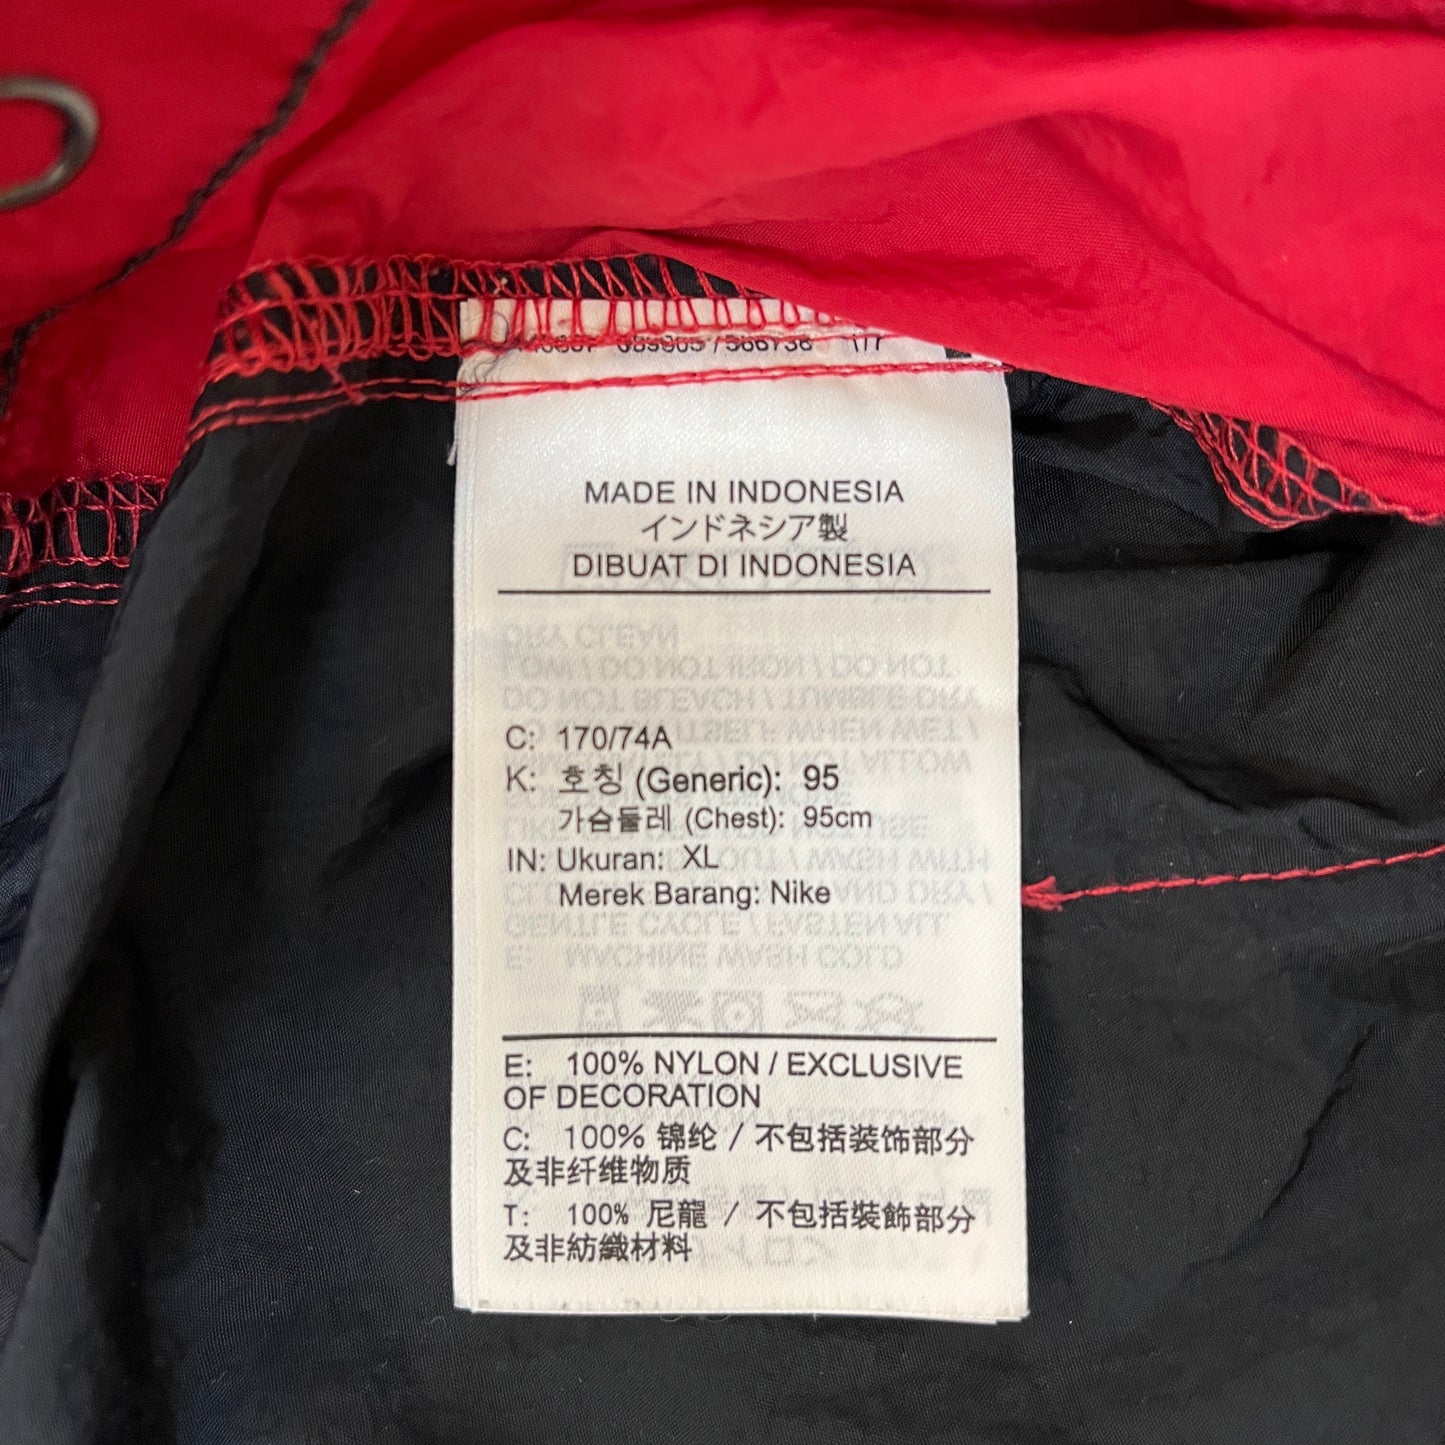 MADE IN INDONESIA
インドネシア製
DIBUAT DI INDONESIA
C: 170/74A
K: 호칭 (Generic): 95
가슴둘레 (Chest): 95cm
IN: Ukuran: XL
Merek Barang: Nike
E: 100% NYLON / EXCLUSIVE
OF DECORATION
C: 100% 锦纶 / 不包括装饰部分
及非纤维物质
T: 100% 尼龍 / 不包括裝飾部分
及非紡織材料